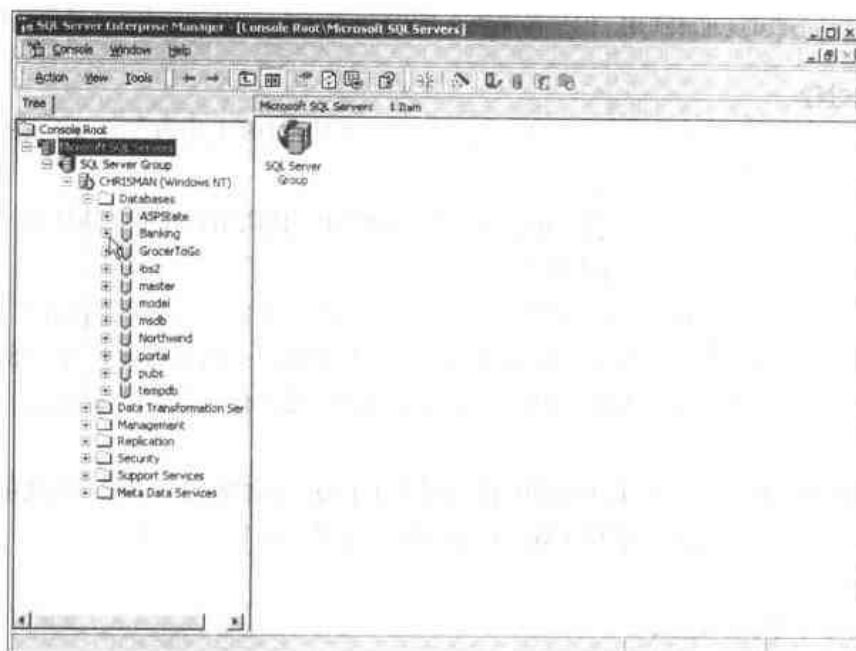 SQL Server Enterprise Manager - [Console Root\Microsoft SQL Servers]
Console Window Help
Action View Tools
Tree
Microsoft SQL Servers 1 Item
Console Root
Microsoft SQL Servers
SQL Server Group
CHRISMAN (Windows NT)
Databases
ASPState
Banking
GrocerToGo
ibs2
master
model
msdb
Northwind
portal
pubs
tempdb
Data Transformation Ser
Management
Replication
Security
Support Services
Meta Data Services
SQL Server
Group